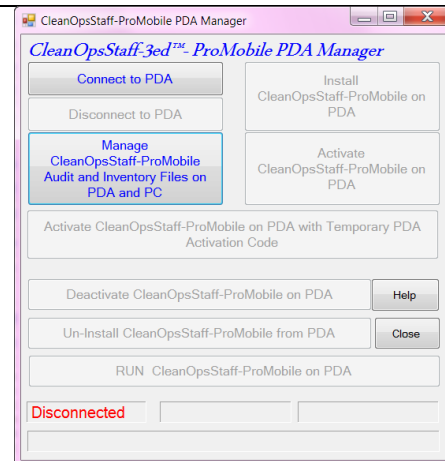 CleanOpsStaff-ProMobile PDA Manager
CleanOpsStaff-3ed™- ProMobile PDA Manager
Connect to PDA
Install
CleanOpsStaff-ProMobile on
PDA
Disconnect to PDA
Manage
CleanOpsStaff-ProMobile
Audit and Inventory Files on
PDA and PC
Activate
CleanOpsStaff-ProMobile on
PDA
Activate CleanOpsStaff-ProMobile on PDA with Temporary PDA
Activation Code
Deactivate CleanOpsStaff-ProMobile on PDA
Help
Un-Install CleanOpsStaff-ProMobile from PDA
Close
RUN CleanOpsStaff-ProMobile on PDA
Disconnected